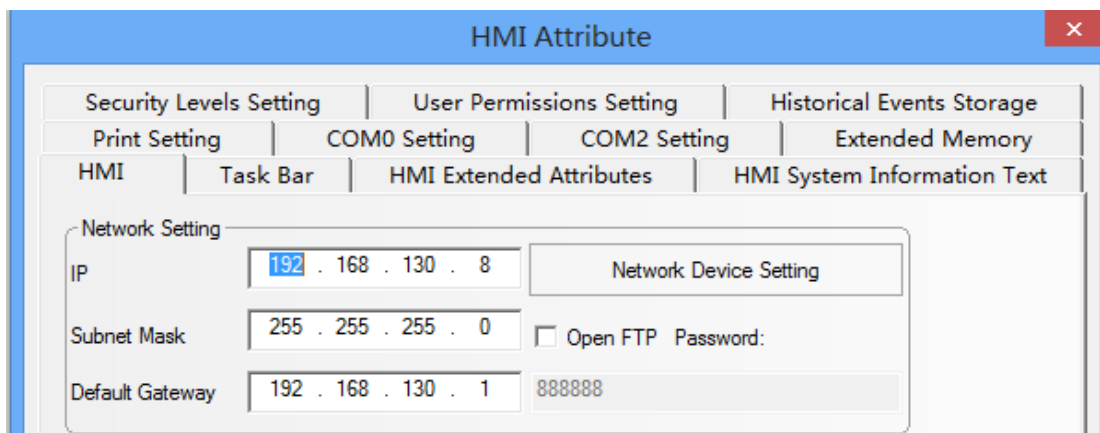 HMI Attribute
Security Levels Setting User Permissions Setting Historical Events Storage
Print Setting COM0 Setting COM2 Setting Extended Memory
HMI Task Bar HMI Extended Attributes HMI System Information Text
Network Setting
IP 192 . 168 . 130 . 8 Network Device Setting
Subnet Mask 255 . 255 . 255 . 0 Open FTP Password:
Default Gateway 192 . 168 . 130 . 1 888888